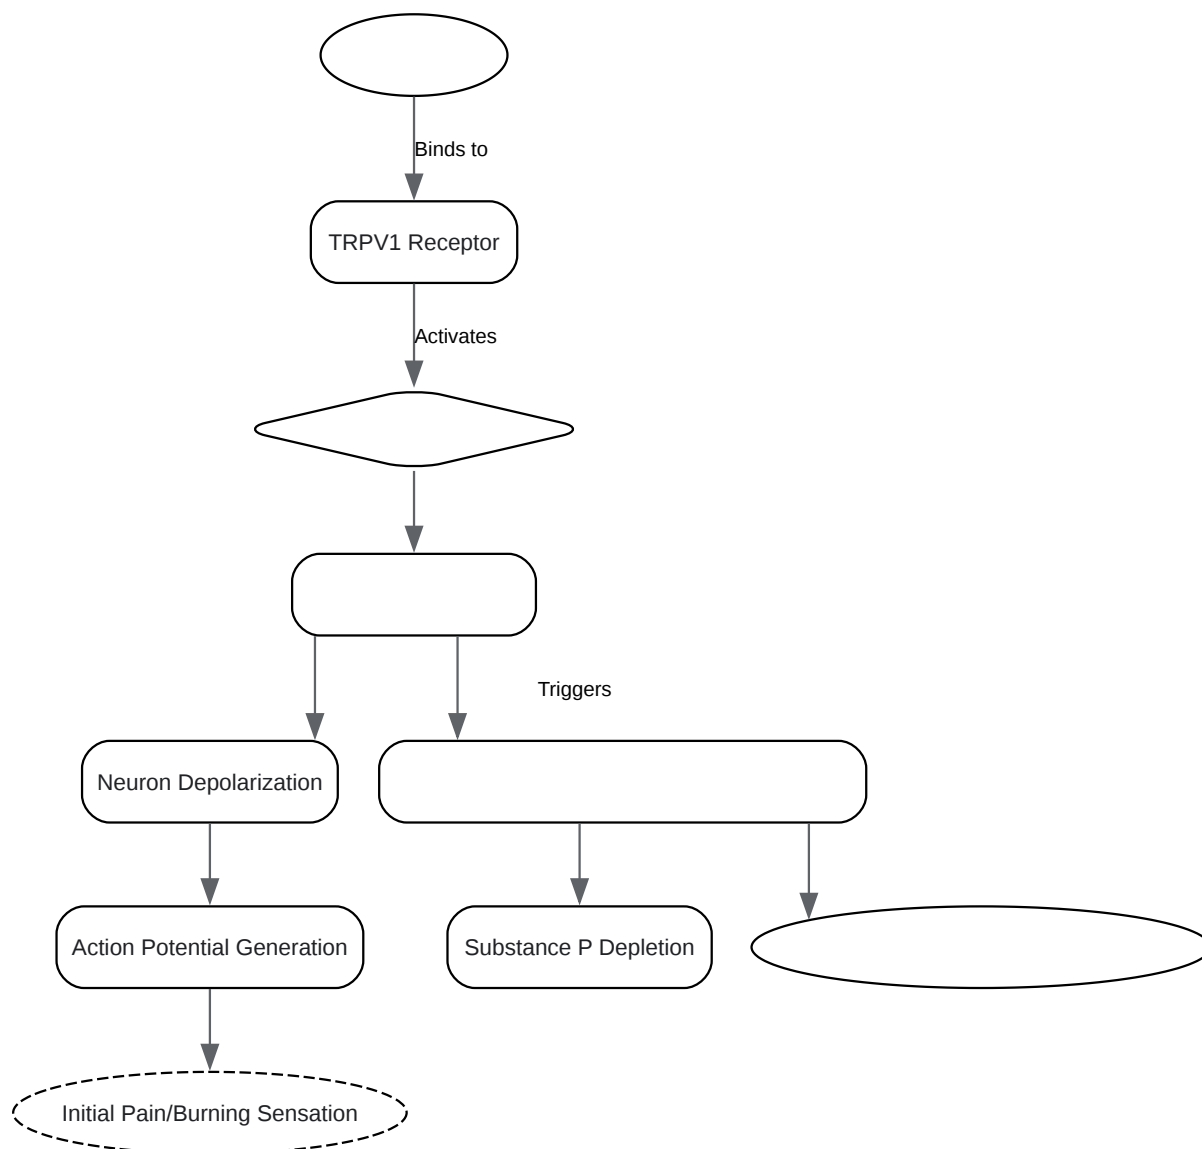 Binds to
TRPV1 Receptor
Activates
Triggers
Neuron Depolarization
Action Potential Generation
Substance P Depletion
Initial Pain/Burning Sensation